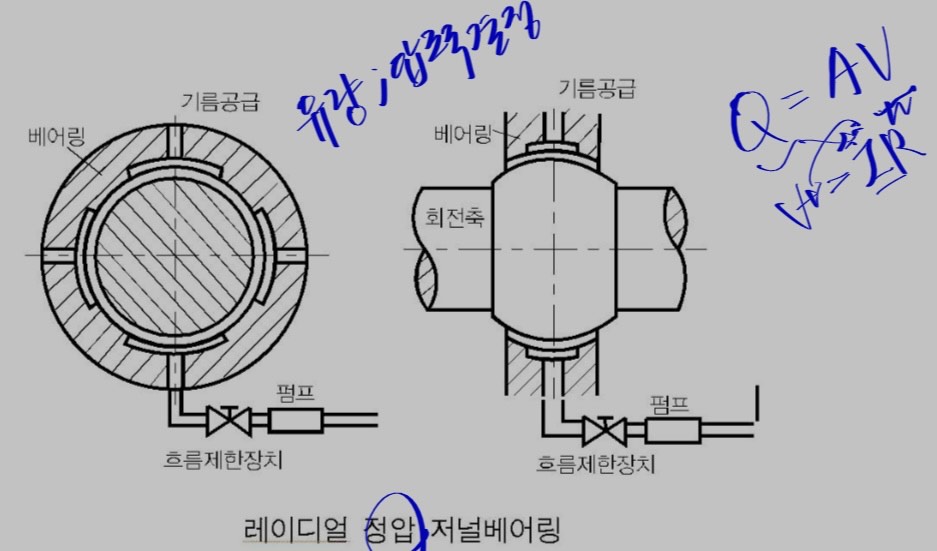 유량, 압력결정
Q = AV
V = IR
기름공급
베어링
펌프
흐름제한장치
기름공급
베어링
회전축
펌프
흐름제한장치
레이디얼 정압 저널베어링